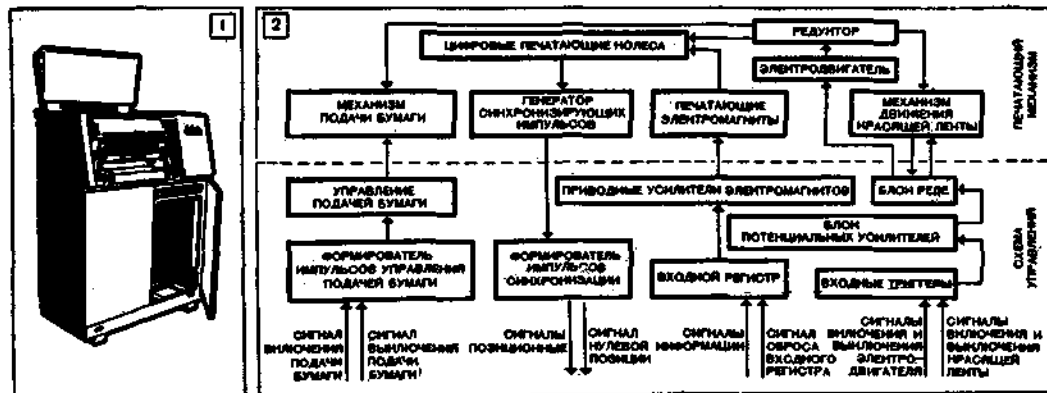 1
2
ЦИФРОВЫЕ ПЕЧАТАЮЩИЕ КОЛЕСА
РЕДУКТОР
ЭЛЕКТРОДВИГАТЕЛЬ
МЕХАНИЗМ
ПОДАЧИ БУМАГИ
ГЕНЕРАТОР
СИНХРОНИЗИРУЮЩИХ
ИМПУЛЬСОВ
ПЕЧАТАЮЩИЕ
ЭЛЕКТРОМАГНИТЫ
МЕХАНИЗМ
ДВИЖЕНИЯ
КРАСЯЩЕЙ ЛЕНТЫ
ПЕЧАТАЮЩИЙ
МЕХАНИЗМ
УПРАВЛЕНИЕ
ПОДАЧЕЙ БУМАГИ
ПРИВОДНЫЕ УСИЛИТЕЛИ ЭЛЕКТРОМАГНИТОВ
БЛОК РЕЛЕ
БЛОК
ПОТЕНЦИАЛЬНЫХ УСИЛИТЕЛЕЙ
ФОРМИРОВАТЕЛЬ
ИМПУЛЬСОВ УПРАВЛЕНИЯ
ПОДАЧЕЙ БУМАГИ
ФОРМИРОВАТЕЛЬ
ИМПУЛЬСОВ
СИНХРОНИЗАЦИИ
ВХОДНОЙ РЕГИСТР
ВХОДНЫЕ ТРИГГЕРЫ
СХЕМА
УПРАВЛЕНИЯ
СИГНАЛ
ВКЛЮЧЕНИЯ
ПОДАЧИ
БУМАГИ
СИГНАЛ
ВЫКЛЮЧЕНИЯ
ПОДАЧИ
БУМАГИ
СИГНАЛЫ
ПОЗИЦИОННЫЕ
СИГНАЛ
НУЛЕВОЙ
ПОЗИЦИИ
СИГНАЛЫ
ИНФОРМАЦИИ
СИГНАЛ
СБРОСА
ВХОДНОГО
РЕГИСТРА
СИГНАЛЫ
ВКЛЮЧЕНИЯ И
ВЫКЛЮЧЕНИЯ
ЭЛЕКТРО-
ДВИГАТЕЛЯ
СИГНАЛЫ
ВКЛЮЧЕНИЯ И
ВЫКЛЮЧЕНИЯ
КРАСЯЩЕЙ
ЛЕНТЫ